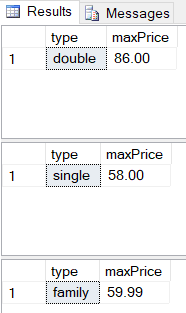 Results Messages
type maxPrice
1 double 86.00
type maxPrice
1 single 58.00
type maxPrice
1 family 59.99